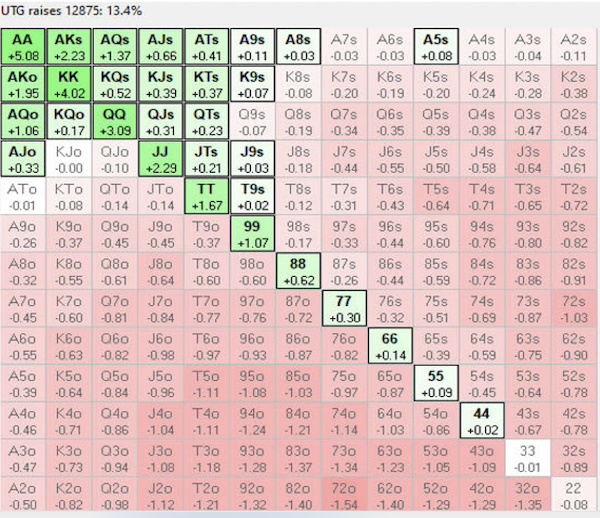 UTG raises 12875: 13.4%
AA AKs AQs AJs ATs A9s A8s A7s A6s A5s A4s A3s A2s
+5.08 +2.23 +1.37 +0.66 +0.41 +0.11 +0.03 -0.03 -0.03 +0.08 -0.03 -0.04 -0.11
AKo KK KQs KJs KTs K9s K8s K7s K6s K5s K4s K3s K2s
+1.95 +4.02 +0.52 +0.39 +0.37 +0.07 -0.08 -0.20 -0.19 -0.20 -0.24 -0.28 -0.38
AQo KQo QQ QJs QTs Q9s Q8s Q7s Q6s Q5s Q4s Q3s Q2s
+1.06 +0.17 +3.09 +0.31 +0.23 -0.07 -0.19 -0.34 -0.35 -0.39 -0.38 -0.47 -0.54
AJo KJo QJo JJ JTs J9s J8s J7s J6s J5s J4s J3s J2s
+0.33 -0.00 -0.10 +2.29 +0.21 +0.03 -0.18 -0.44 -0.55 -0.50 -0.58 -0.64 -0.61
ATo KTo QTo JTo TT T9s T8s T7s T6s T5s T4s T3s T2s
-0.01 -0.08 -0.14 -0.14 +1.67 +0.02 -0.12 -0.31 -0.43 -0.64 -0.71 -0.65 -0.72
A9o K9o Q9o J9o T9o 99 98s 97s 96s 95s 94s 93s 92s
-0.26 -0.37 -0.45 -0.45 -0.37 +1.07 -0.17 -0.33 -0.44 -0.60 -0.76 -0.80 -0.82
A8o K8o Q8o J8o T8o 98o 88 87s 86s 85s 84s 83s 82s
-0.32 -0.55 -0.61 -0.64 -0.60 -0.60 +0.62 -0.26 -0.44 -0.59 -0.72 -0.86 -0.91
A7o K7o Q7o J7o T7o 97o 87o 77 76s 75s 74s 73s 72s
-0.45 -0.60 -0.81 -0.84 -0.77 -0.76 -0.72 +0.30 -0.32 -0.51 -0.69 -0.87 -1.03
A6o K6o Q6o J6o T6o 96o 86o 76o 66 65s 64s 63s 62s
-0.55 -0.63 -0.82 -0.98 -0.97 -0.93 -0.87 -0.82 +0.14 -0.39 -0.59 -0.75 -0.90
A5o K5o Q5o J5o T5o 95o 85o 75o 65o 55 54s 53s 52s
-0.39 -0.64 -0.84 -0.96 -1.11 -1.08 -1.03 -0.97 -0.87 +0.09 -0.45 -0.64 -0.78
A4o K4o Q4o J4o T4o 94o 84o 74o 64o 54o 44 43s 42s
-0.46 -0.71 -0.86 -1.04 -1.11 -1.24 -1.21 -1.14 -1.03 -0.86 +0.02 -0.67 -0.78
A3o K4o Q3o J3o T3o 93o 83o 73o 63o 53o 43o 33 32s
-0.47 -0.73 -0.94 -1.08 -1.18 -1.28 -1.37 -1.34 -1.23 -1.05 -1.09 -0.01 -0.89
A2o K2o Q2o J2o T2o 92o 82o 72o 62o 52o 42o 32o 22
-0.50 -0.82 -0.98 -1.12 -1.21 -1.32 -1.40 -1.54 -1.40 -1.29 -1.29 -1.35 -0.08